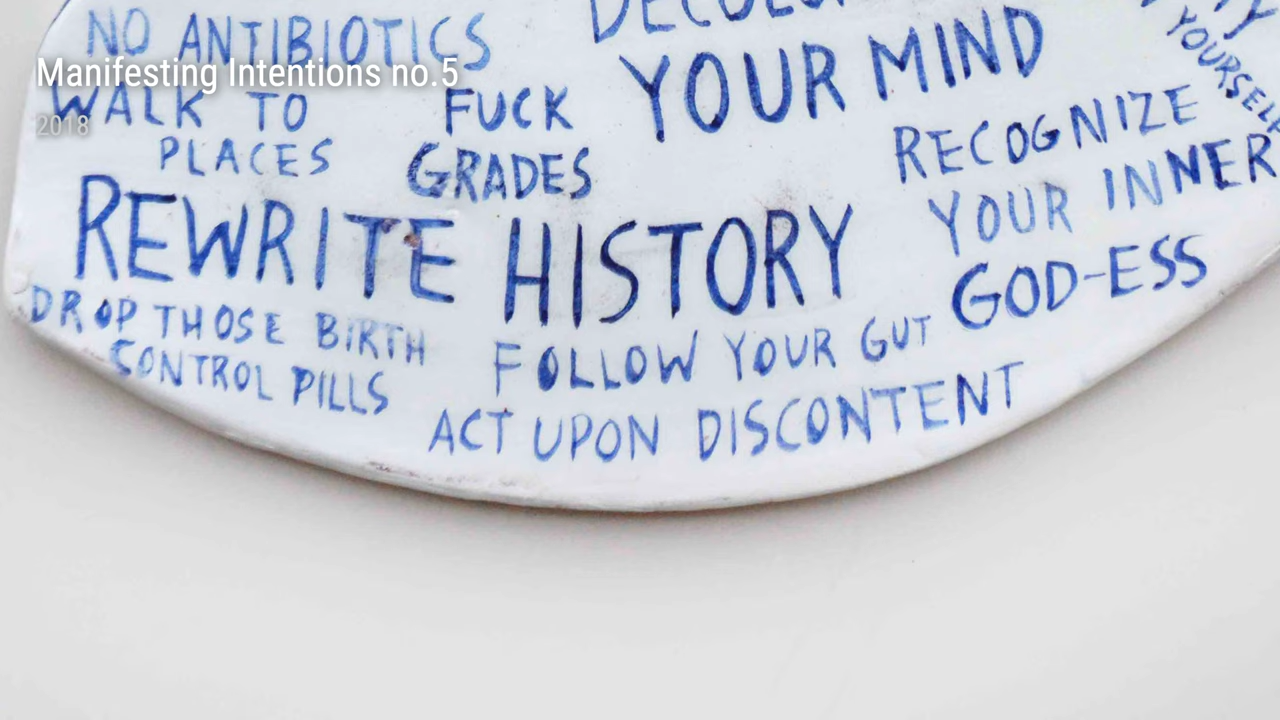 NO ANTIBIOTICS
Manifesting Intentions no.5
2018
WALK TO
PLACES
FUCK
GRADES
YOUR MIND
YOURSELF
RECOGNIZE
YOUR INNER
GOD-ESS
REWRITE HISTORY
DROP THOSE BIRTH
CONTROL PILLS
FOLLOW YOUR GUT
ACT UPON DISCONTENT